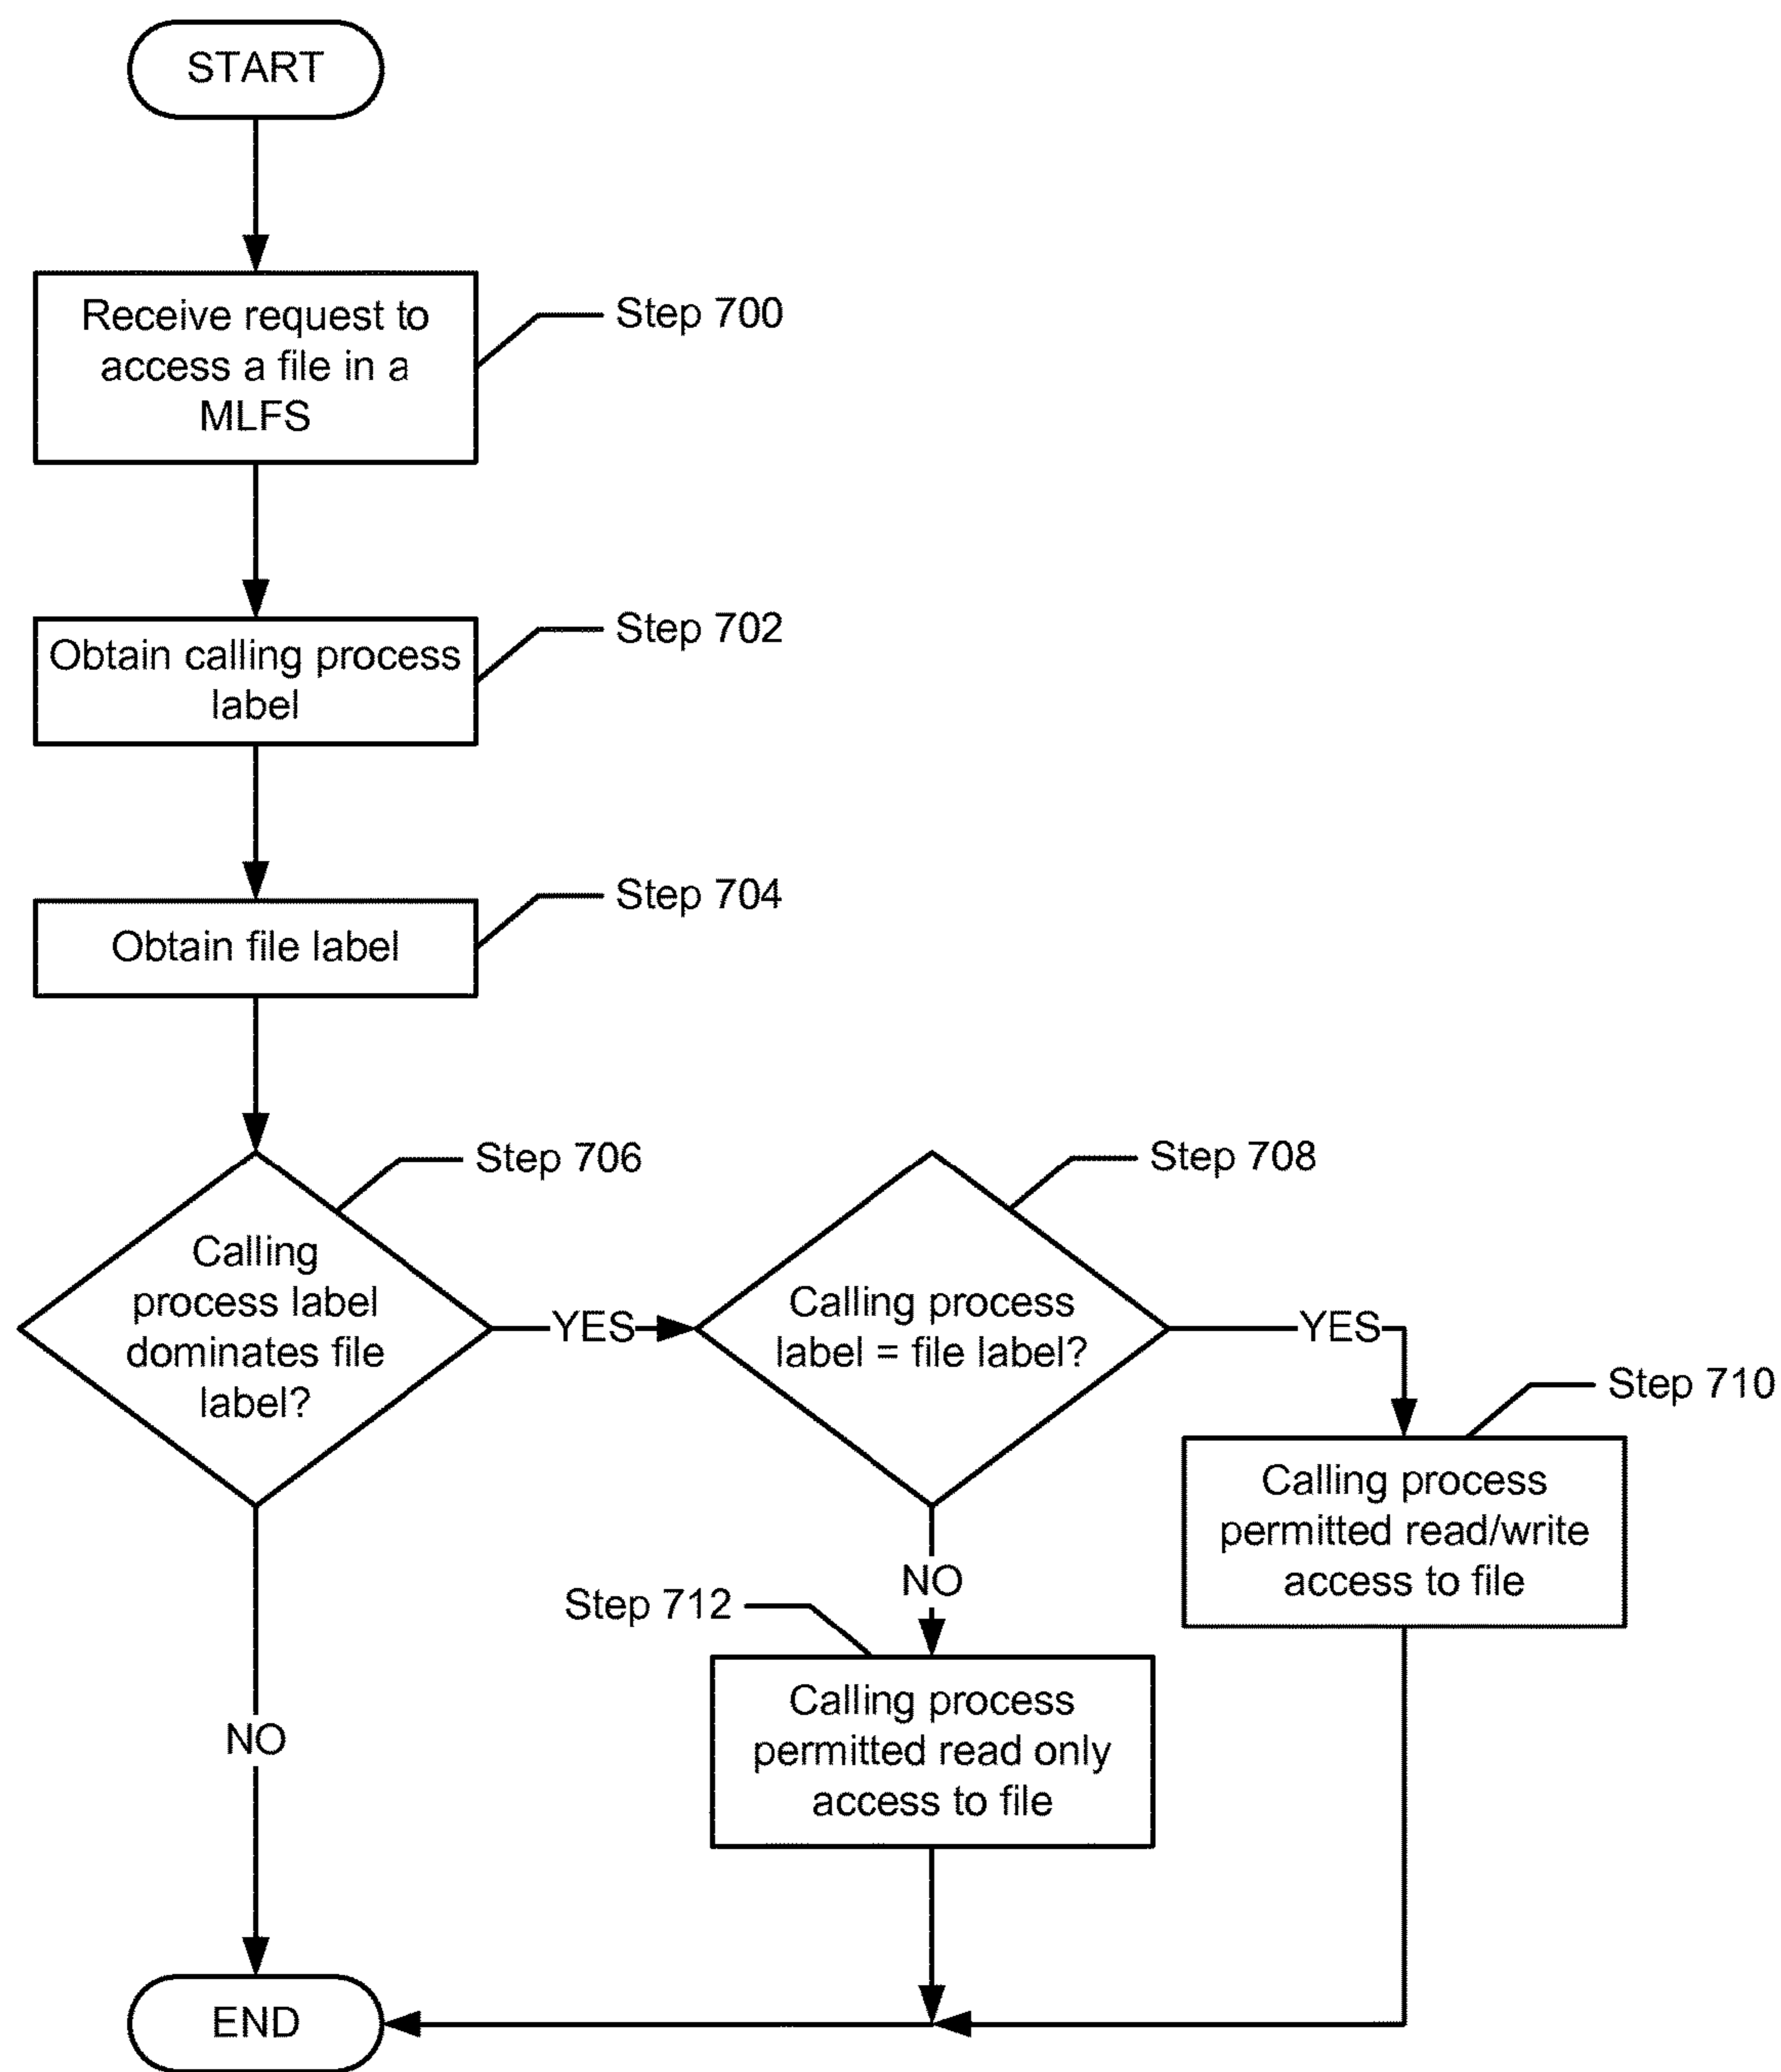 START
Receive request to
access a file in a
MLFS
Step 700
Obtain calling process
label
Step 702
Obtain file label
Step 704
Calling
process label
dominates file
label?
Step 706
YES
NO
Calling process
label = file label?
Step 708
YES
NO
Calling process
permitted read/write
access to file
Step 710
Step 712
Calling process
permitted read only
access to file
END